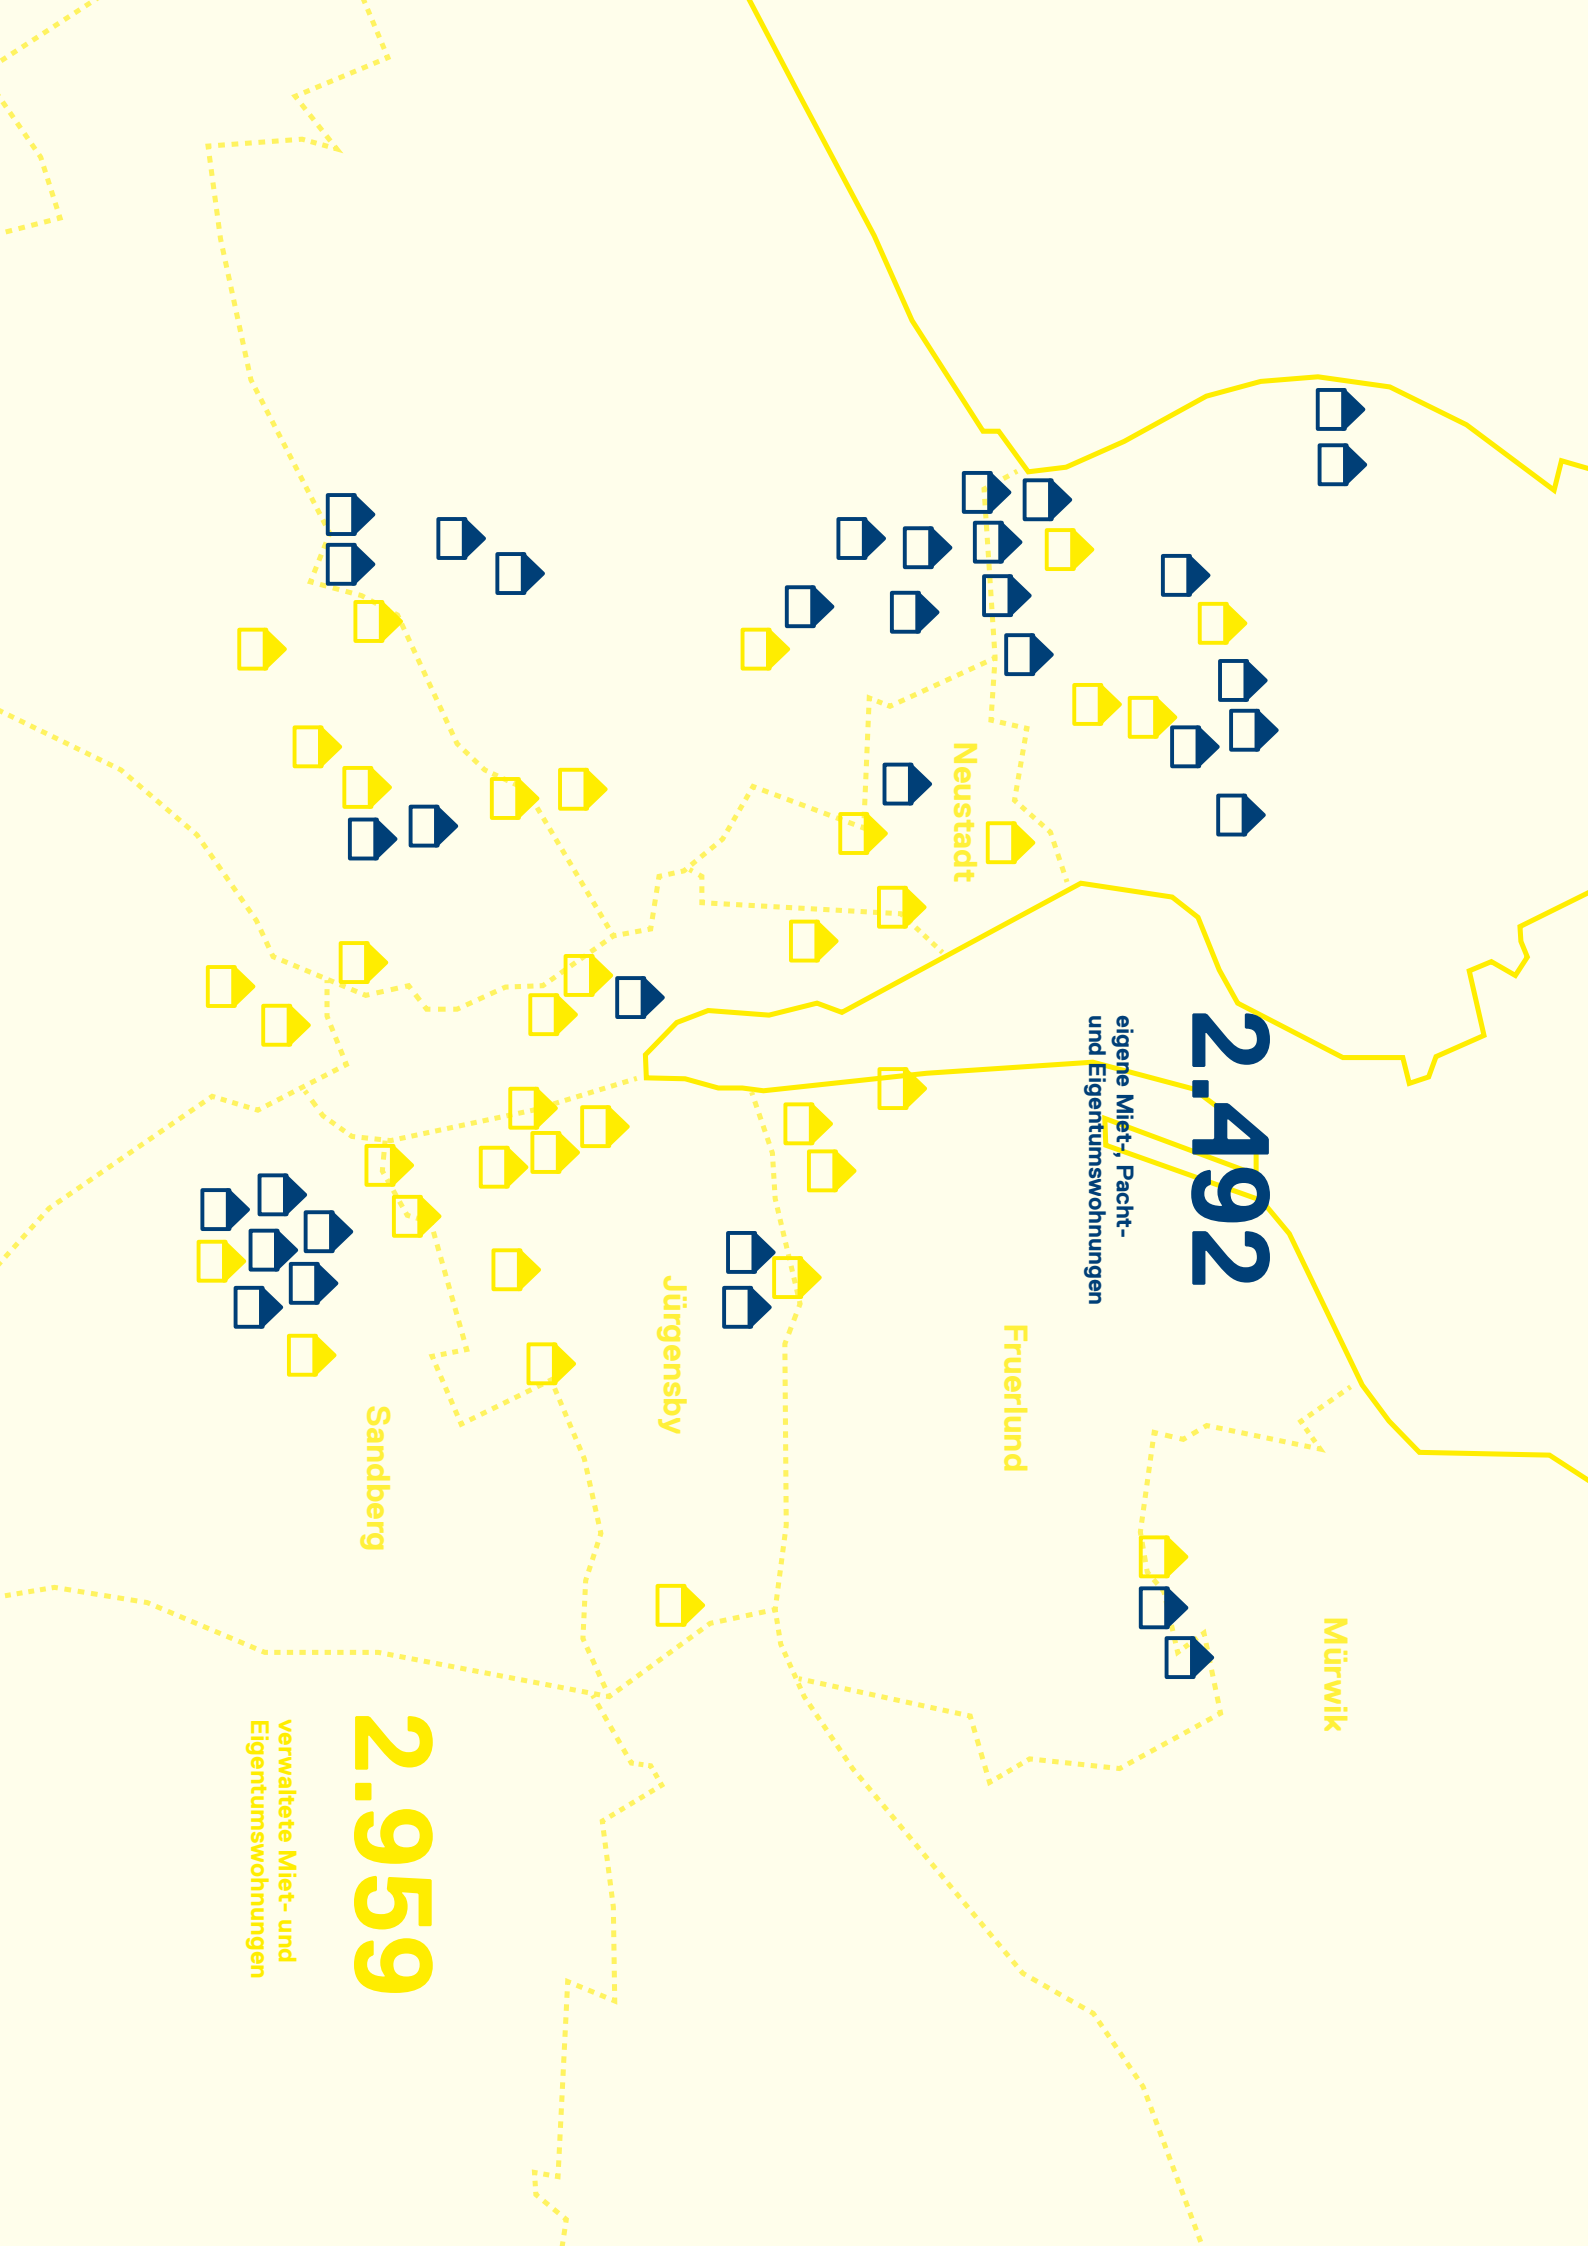 2.492
eigene Miet-, Pacht-
und Eigentumswohnungen
Neustadt
Mürwik
Fruerlund
Jürgensby
Sandberg
2.959
verwaltete Miet- und
Eigentumswohnungen